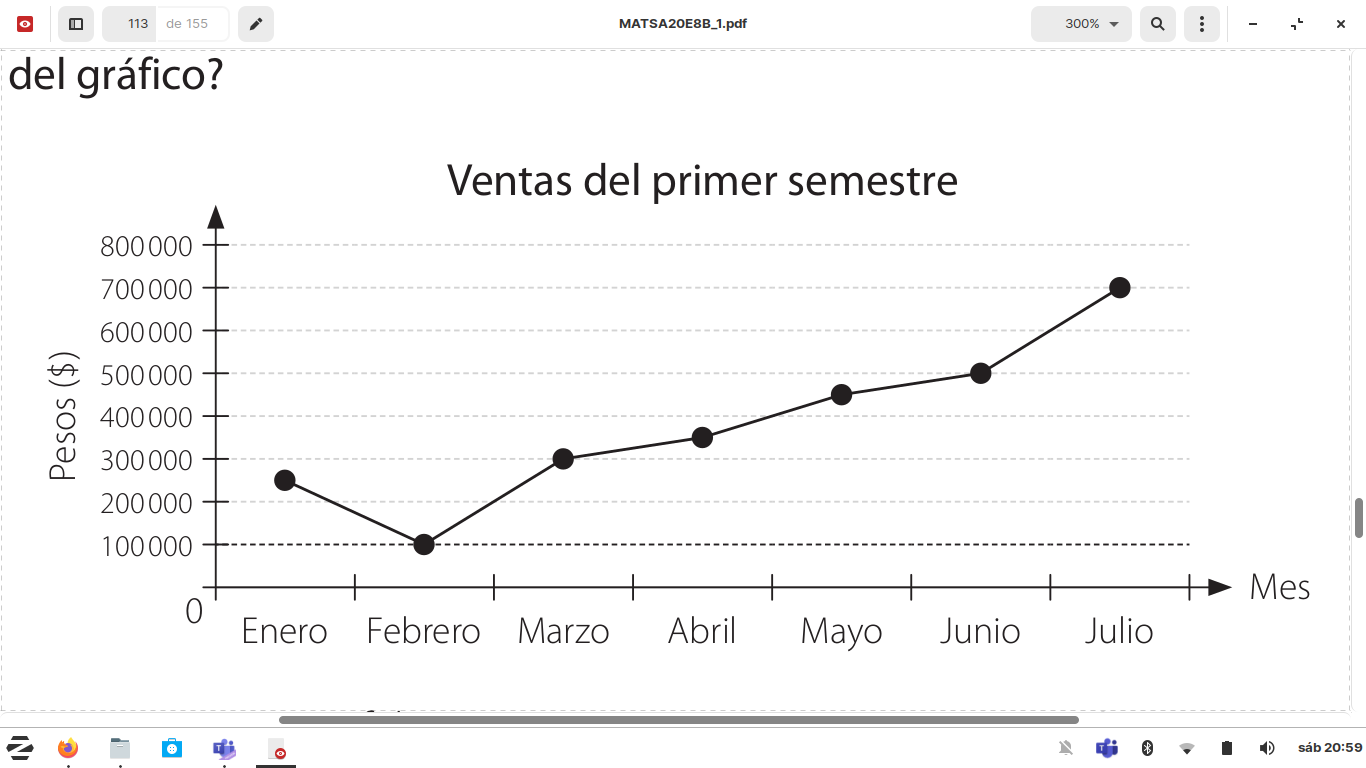 113 de 155
MATSA20E8B_1.pdf
300%
del gráfico?
Ventas del primer semestre
800 000
700 000
600 000
500 000
400 000
300 000
200 000
100 000
0
Pesos ($)
Enero Febrero Marzo Abril Mayo Junio Julio
Mes
sáb 20:59